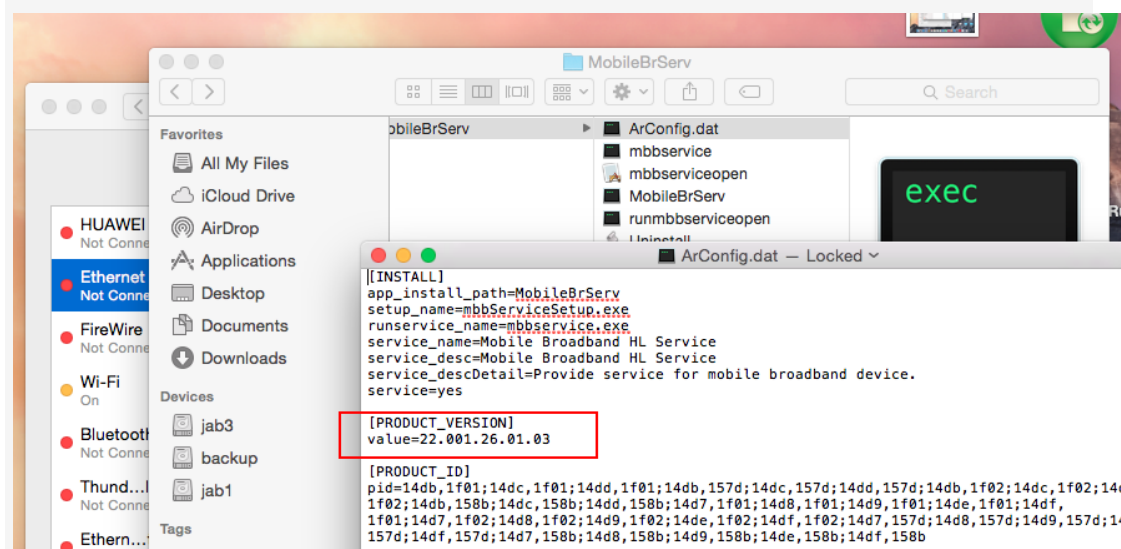 MobileBrServ
Search
Favorites
All My Files
iCloud Drive
AirDrop
Applications
Desktop
Documents
Downloads
Devices
jab3
backup
jab1
Tags
obileBrServ
ArConfig.dat
mbbservice
mbbserviceopen
MobileBrServ
runmbbserviceopen
Uninstall
exec
HUAWEI
Not Conne
Ethernet
Not Conne
FireWire
Not Conne
Wi-Fi
On
Bluetoot
Not Conne
Thund...
Not Conne
Ethern...
ArConfig.dat — Locked
[INSTALL]
app_install_path=MobileBrServ
setup_name=mbbServiceSetup.exe
runservice_name=mbbservice.exe
service_name=Mobile Broadband HL Service
service_desc=Mobile Broadband HL Service
service_descDetail=Provide service for mobile broadband device.
service=yes
[PRODUCT_VERSION]
value=22.001.26.01.03
[PRODUCT_ID]
pid=14db,1f01;14dc,1f01;14dd,1f01;14db,157d;14dc,157d;14dd,157d;14db,1f02;14dc,1f02;14
1f02;14db,158b;14dc,158b;14dd,158b;14d7,1f01;14d8,1f01;14d9,1f01;14de,1f01;14df,
1f01;14d7,1f02;14d8,1f02;14d9,1f02;14de,1f02;14df,1f02;14d7,157d;14d8,157d;14d9,157d;14
157d;14df,157d;14d7,158b;14d8,158b;14d9,158b;14de,158b;14df,158b